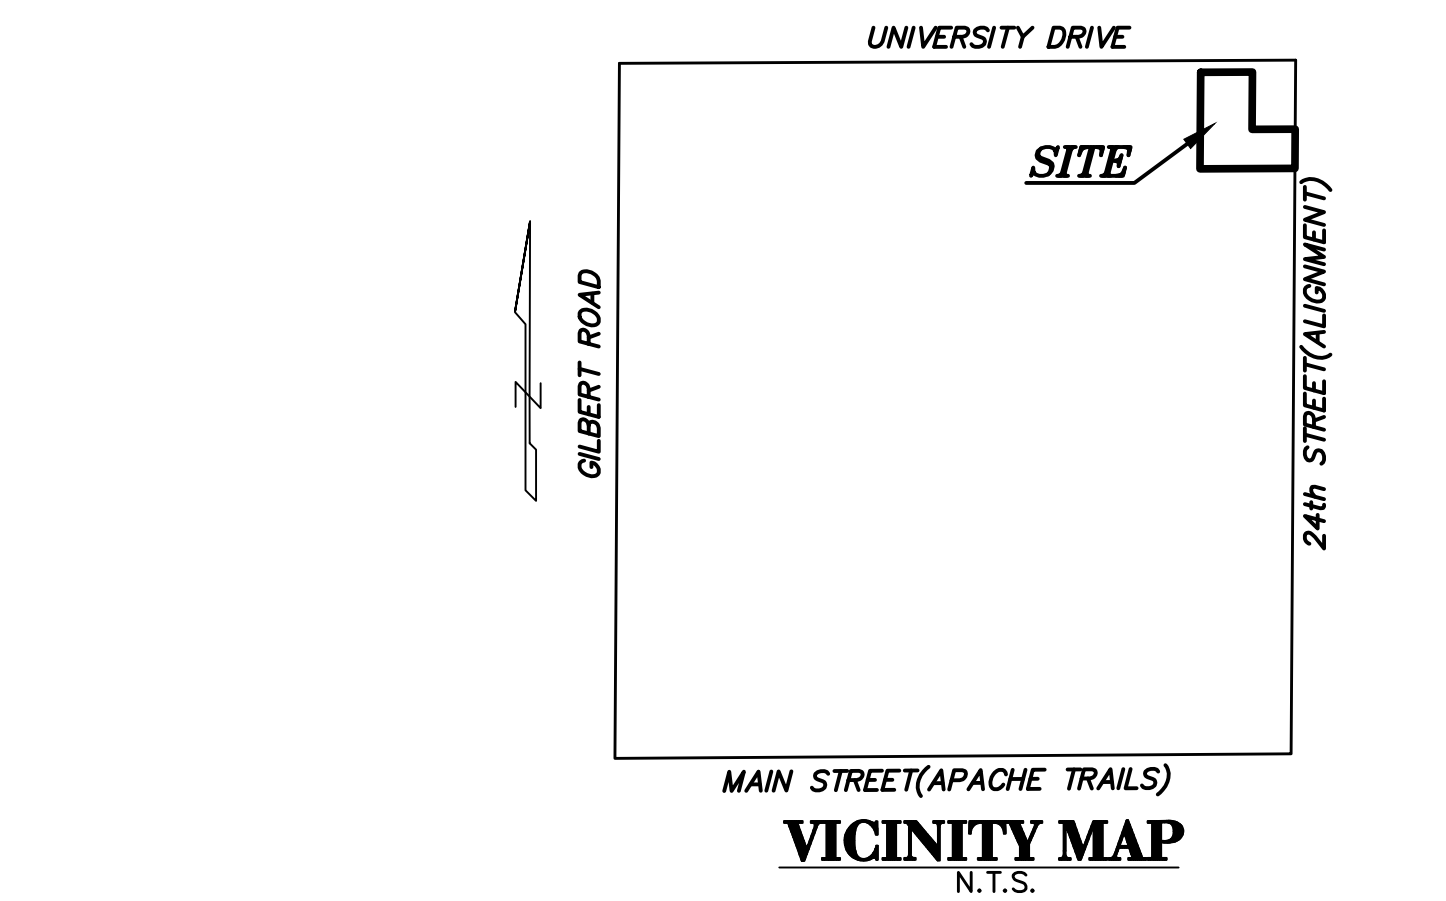 UNIVERSITY DRIVE
SITE
GILBERT ROAD
N
24th STREET(ALIGNMENT)
MAIN STREET(APACHE TRAILS)
VICINITY MAP
N.T.S.